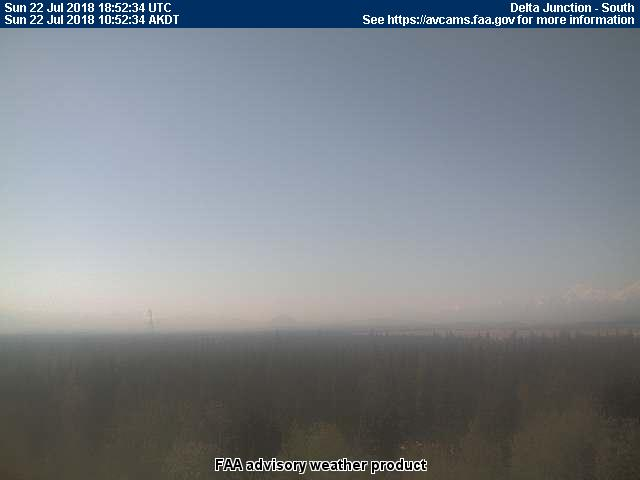 Sun 22 Jul 2018 18:52:34 UTC
Delta Junction - South
Sun 22 Jul 2018 10:52:34 AKDT
See https://avcams.faa.gov for more information
FAA advisory weather product